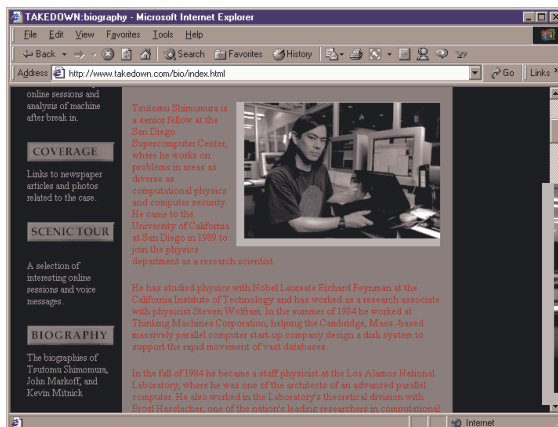 TAKEDOWN:biography - Microsoft Internet Explorer
File Edit View Favorites Tools Help
Back Search Favorites History
Address http://www.takedown.com/bio/index.html Go Links
online sessions and
analysis of machine
after break in.
COVERAGE
Links to newspaper
articles and photos
related to the case.
SCENIC TOUR
A selection of
interesting online
sessions and voice
messages.
BIOGRAPHY
The biographies of
Tsutomu Shimomura,
John Markoff, and
Kevin Mitnick
Tsutomu Shimomura is
a senior fellow at the
San Diego
Supercomputer Center,
where he works on
problems in areas as
diverse as
computational physics
and computer security.
He came to the
University of California
at San Diego in 1989 to
join the physics
department as a research scientist.
He has studied physics with Nobel Laureate Richard Feynman at the
California Institute of Technology and has worked as a research associate
with physicist Steven Wolfram. In the summer of 1984 he worked at
Thinking Machines Corporation, helping the Cambridge, Mass.-based
massively parallel computer start-up company design a disk system to
support the rapid movement of vast databases.
In the fall of 1984 he became a staff physicist at the Los Alamos National
Laboratory, where he was one of the architects of an advanced parallel
computer. He also worked in the Laboratory's theoretical division with
Brosl Hasslacher, one of the nation's leading researchers in computational
Internet